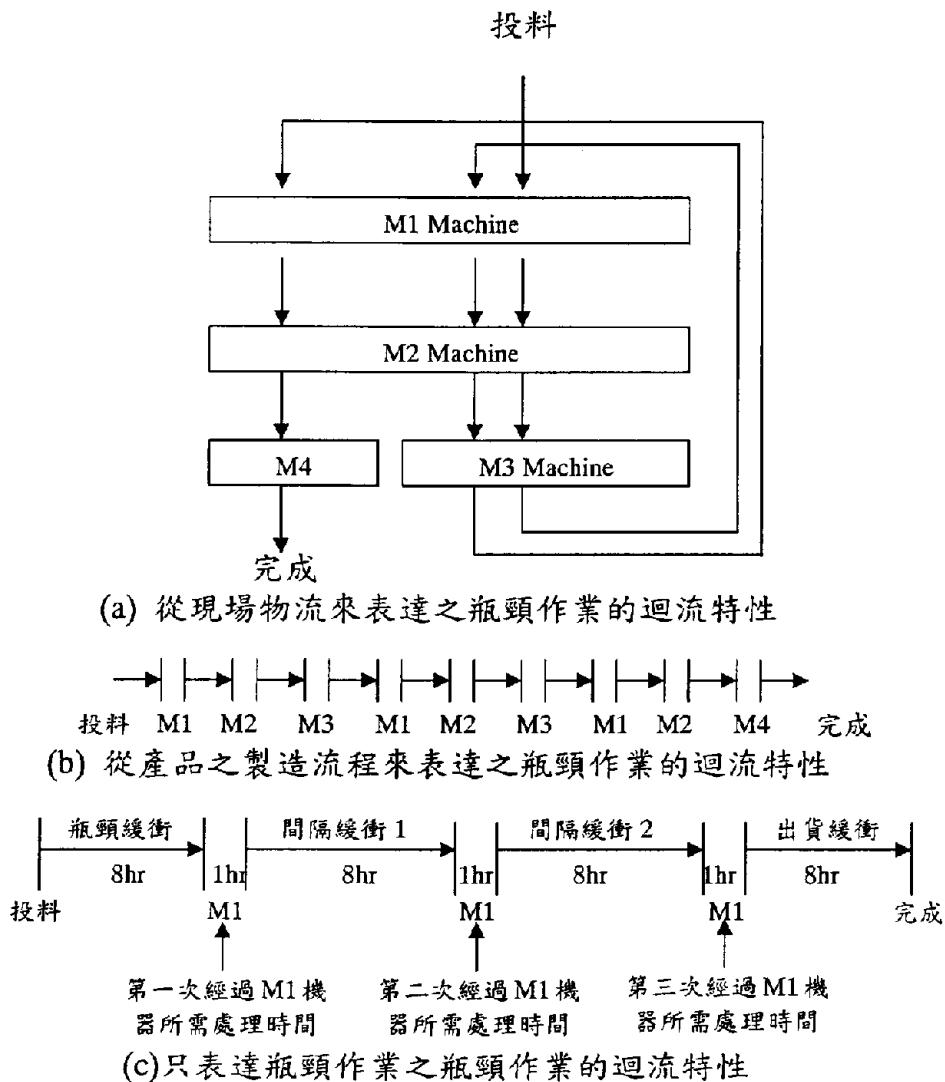 投料
M1 Machine
M2 Machine
M4
M3 Machine
完成
(a) 從現場物流來表達之瓶頸作業的迴流特性
投料 M1 M2 M3 M1 M2 M3 M1 M2 M4 完成
(b) 從產品之製造流程來表達之瓶頸作業的迴流特性
瓶頸緩衝 間隔緩衝 1 間隔緩衝 2 出貨緩衝
8hr 1hr 8hr 1hr 8hr 1hr 8hr
投料 M1 M1 M1 完成
第一次經過 M1 機 第二次經過 M1 機 第三次經過 M1 機
器所需處理時間 器所需處理時間 器所需處理時間
(c)只表達瓶頸作業之瓶頸作業的迴流特性